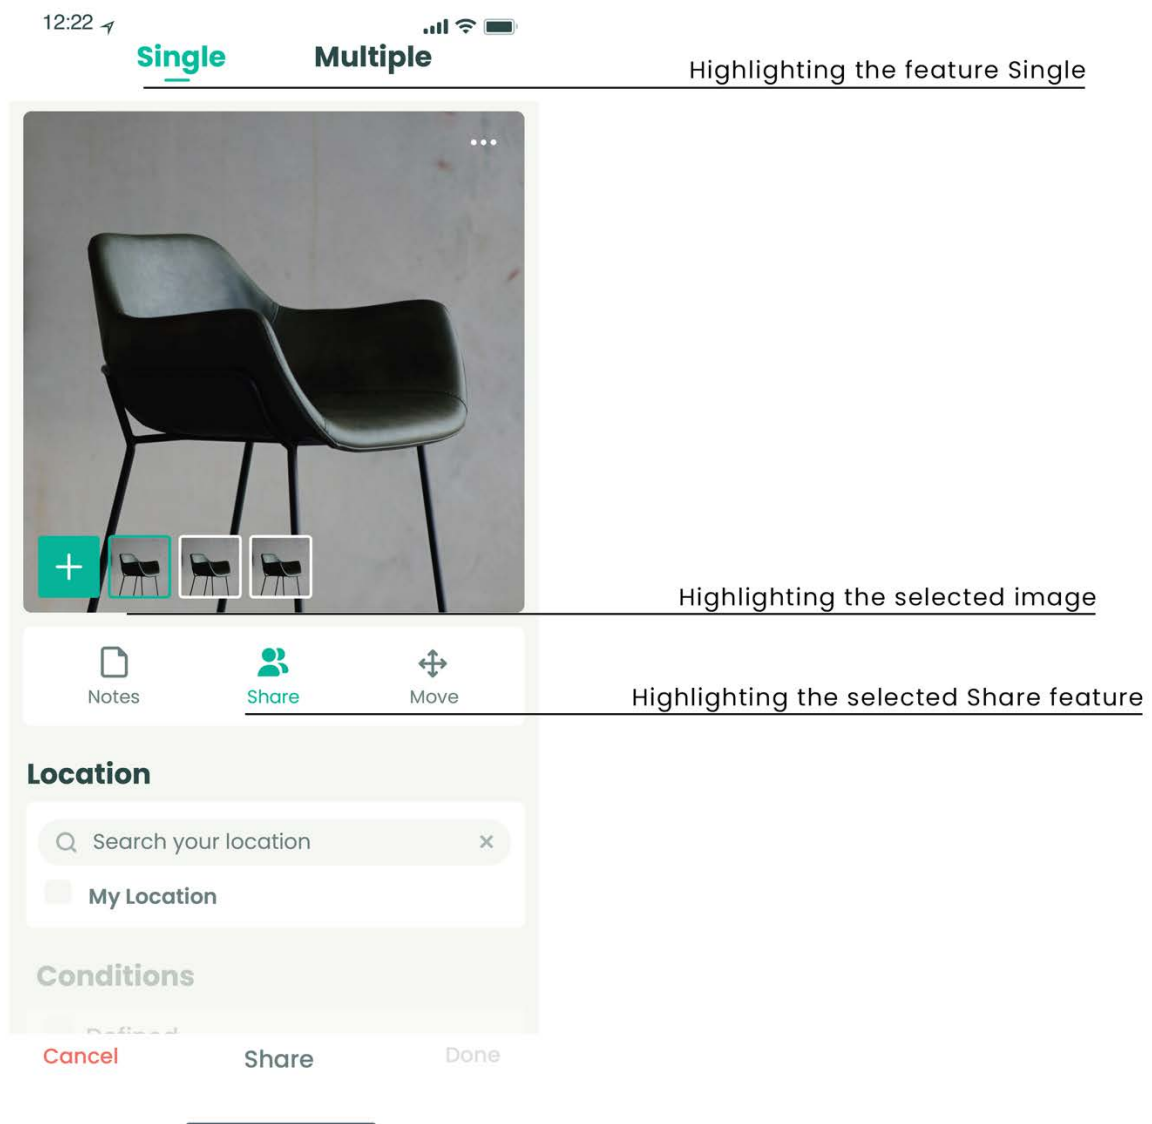 12:22
Single Multiple
Highlighting the feature Single
Highlighting the selected image
Notes Share Move
Highlighting the selected Share feature
Location
Search your location
My Location
Conditions
Defined
Cancel Share Done